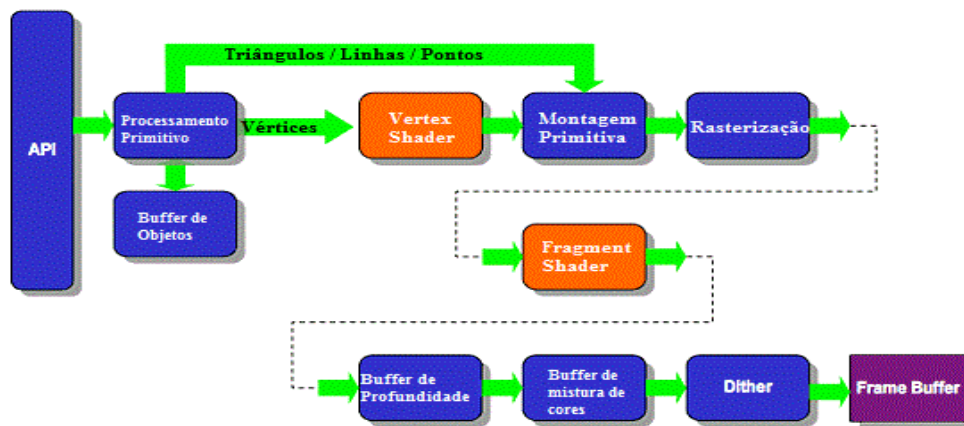 Triângulos / Linhas / Pontos
API
Processamento
Primitivo
Vértices
Vertex
Shader
Montagem
Primitiva
Rasterização
Buffer de
Objetos
Fragment
Shader
Buffer de
Profundidade
Buffer de
mistura de
cores
Dither
Frame Buffer